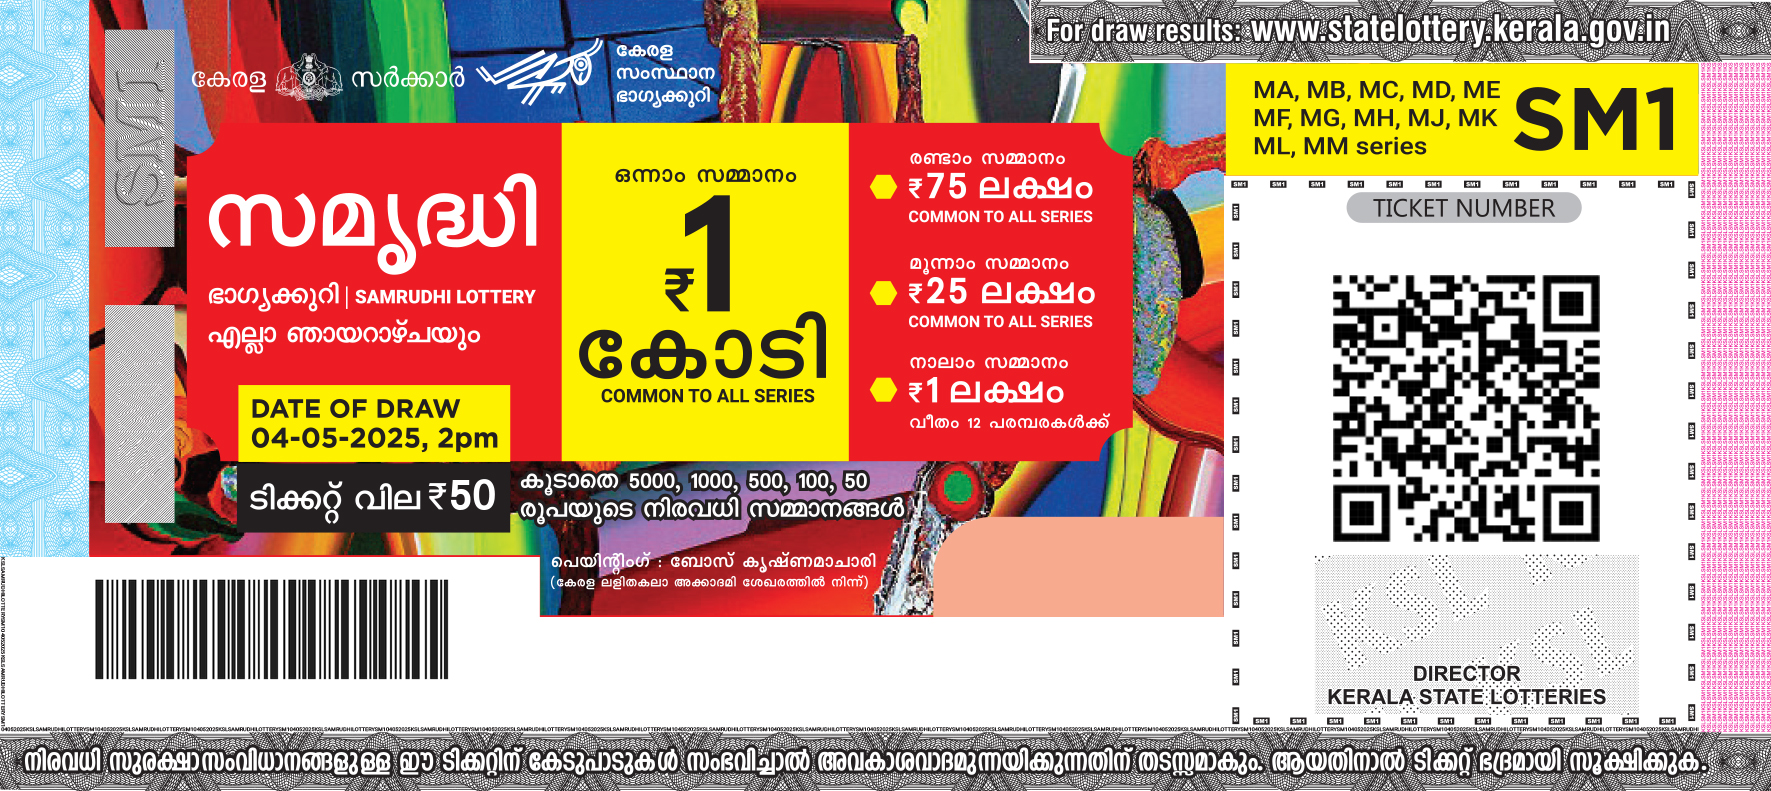 For draw results: www.statelottery.kerala.gov.in
SM1
കേരള സർക്കാർ
കേരള
സംസ്ഥാന
ഭാഗ്യക്കുറി
MA, MB, MC, MD, ME
MF, MG, MH, MJ, MK
ML, MM series
SM1
സമൃദ്ധി
ഭാഗ്യക്കുറി | SAMRUDHI LOTTERY
എല്ലാ ഞായറാഴ്ചയും
DATE OF DRAW
04-05-2025, 2pm
ടിക്കറ്റ് വില ₹50
ഒന്നാം സമ്മാനം
₹1
കോടി
COMMON TO ALL SERIES
രണ്ടാം സമ്മാനം
₹75 ലക്ഷം
COMMON TO ALL SERIES
മൂന്നാം സമ്മാനം
₹25 ലക്ഷം
COMMON TO ALL SERIES
നാലാം സമ്മാനം
₹1 ലക്ഷം
വീതം 12 പരമ്പരകൾക്ക്
കൂടാതെ 5000, 1000, 500, 100, 50
രൂപയുടെ നിരവധി സമ്മാനങ്ങൾ
പെയിന്റിംഗ് : ബോസ് കൃഷ്ണമാചാരി
(കേരള ലളിതകലാ അക്കാദമി ശേഖരത്തിൽ നിന്ന്)
TICKET NUMBER
KSL
KSL
DIRECTOR
KERALA STATE LOTTERIES
നിരവധി സുരക്ഷാസംവിധാനങ്ങളുള്ള ഈ ടിക്കറ്റിന് കേടുപാടുകൾ സംഭവിച്ചാൽ അവകാശവാദമുന്നയിക്കുന്നതിന് തടസ്സമാകും. ആയതിനാൽ ടിക്കറ്റ് ഭദ്രമായി സൂക്ഷിക്കുക.